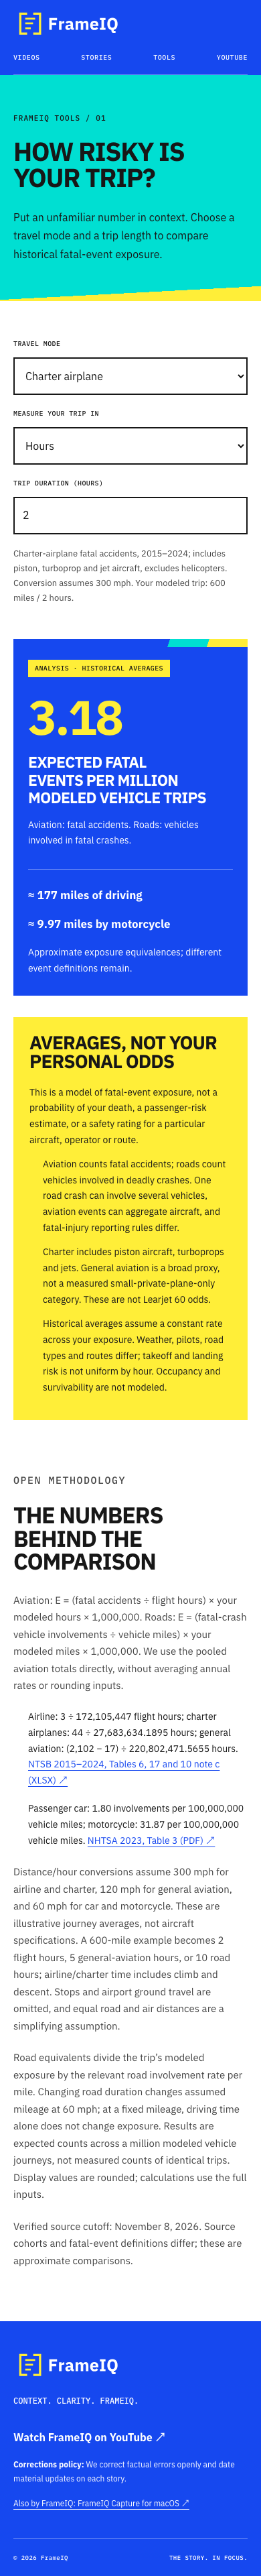 FrameIQ
VIDEOS STORIES TOOLS YOUTUBE
FRAMEIQ TOOLS / 01
HOW RISKY IS
YOUR TRIP?
Put an unfamiliar number in context. Choose a
travel mode and a trip length to compare
historical fatal-event exposure.
TRAVEL MODE
Charter airplane
MEASURE YOUR TRIP IN
Hours
TRIP DURATION (HOURS)
2
Charter-airplane fatal accidents, 2015–2024; includes
piston, turboprop and jet aircraft, excludes helicopters.
Conversion assumes 300 mph. Your modeled trip: 600
miles / 2 hours.
ANALYSIS · HISTORICAL AVERAGES
3.18
EXPECTED FATAL
EVENTS PER MILLION
MODELED VEHICLE TRIPS
Aviation: fatal accidents. Roads: vehicles
involved in fatal crashes.
≈ 177 miles of driving
≈ 9.97 miles by motorcycle
Approximate exposure equivalences; different
event definitions remain.
AVERAGES, NOT YOUR
PERSONAL ODDS
This is a model of fatal-event exposure, not a
probability of your death, a passenger-risk
estimate, or a safety rating for a particular
aircraft, operator or route.
Aviation counts fatal accidents; roads count
vehicles involved in deadly crashes. One
road crash can involve several vehicles,
aviation events can aggregate aircraft, and
fatal-injury reporting rules differ.
Charter includes piston aircraft, turboprops
and jets. General aviation is a broad proxy,
not a measured small-private-plane-only
category. These are not Learjet 60 odds.
Historical averages assume a constant rate
across your exposure. Weather, pilots, road
types and routes differ; takeoff and landing
risk is not uniform by hour. Occupancy and
survivability are not modeled.
OPEN METHODOLOGY
THE NUMBERS
BEHIND THE
COMPARISON
Aviation: E = (fatal accidents ÷ flight hours) × your
modeled hours × 1,000,000. Roads: E = (fatal-crash
vehicle involvements ÷ vehicle miles) × your
modeled miles × 1,000,000. We use the pooled
aviation totals directly, without averaging annual
rates or rounding inputs.
Airline: 3 ÷ 172,105,447 flight hours; charter
airplanes: 44 ÷ 27,683,634.1895 hours; general
aviation: (2,102 − 17) ÷ 220,802,471.5655 hours.
NTSB 2015–2024, Tables 6, 17 and 10 note c
(XLSX) ↗
Passenger car: 1.80 involvements per 100,000,000
vehicle miles; motorcycle: 31.87 per 100,000,000
vehicle miles. NHTSA 2023, Table 3 (PDF) ↗
Distance/hour conversions assume 300 mph for
airline and charter, 120 mph for general aviation,
and 60 mph for car and motorcycle. These are
illustrative journey averages, not aircraft
specifications. A 600-mile example becomes 2
flight hours, 5 general-aviation hours, or 10 road
hours; airline/charter time includes climb and
descent. Stops and airport ground travel are
omitted, and equal road and air distances are a
simplifying assumption.
Road equivalents divide the trip’s modeled
exposure by the relevant road involvement rate per
mile. Changing road duration changes assumed
mileage at 60 mph; at a fixed mileage, driving time
alone does not change exposure. Results are
expected counts across a million modeled vehicle
journeys, not measured counts of identical trips.
Display values are rounded; calculations use the full
inputs.
Verified source cutoff: November 8, 2026. Source
cohorts and fatal-event definitions differ; these are
approximate comparisons.
FrameIQ
CONTEXT. CLARITY. FRAMEIQ.
Watch FrameIQ on YouTube ↗
Corrections policy: We correct factual errors openly and date
material updates on each story.
Also by FrameIQ: FrameIQ Capture for macOS ↗
© 2026 FrameIQ THE STORY. IN FOCUS.